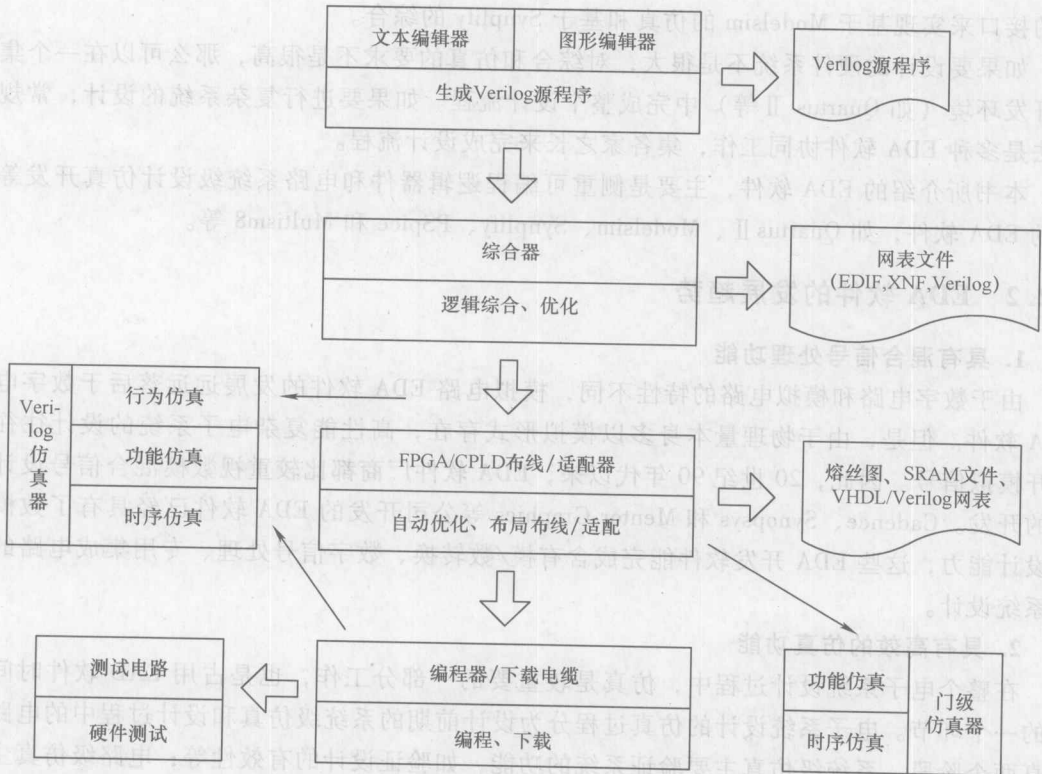 文本编辑器
图形编辑器
生成Verilog源程序
Verilog源程序
综合器
逻辑综合、优化
网表文件
(EDIF,XNF,Verilog)
Veri-
log
仿
真
器
行为仿真
功能仿真
时序仿真
FPGA/CPLD布线/适配器
自动优化、布局布线/适配
熔丝图、SRAM文件
VHDL/Verilog网表
测试电路
硬件测试
编程器/下载电缆
编程、下载
功能仿真
时序仿真
门级
仿真器